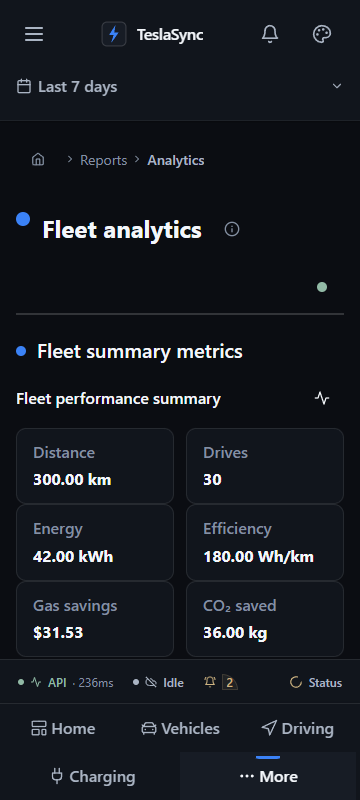 TeslaSync
Last 7 days
Reports > Analytics
Fleet analytics
Fleet summary metrics
Fleet performance summary
Distance
300.00 km
Drives
30
Energy
42.00 kWh
Efficiency
180.00 Wh/km
Gas savings
$31.53
CO₂ saved
36.00 kg
API · 236ms Idle 2 Status
Home Vehicles Driving
Charging More